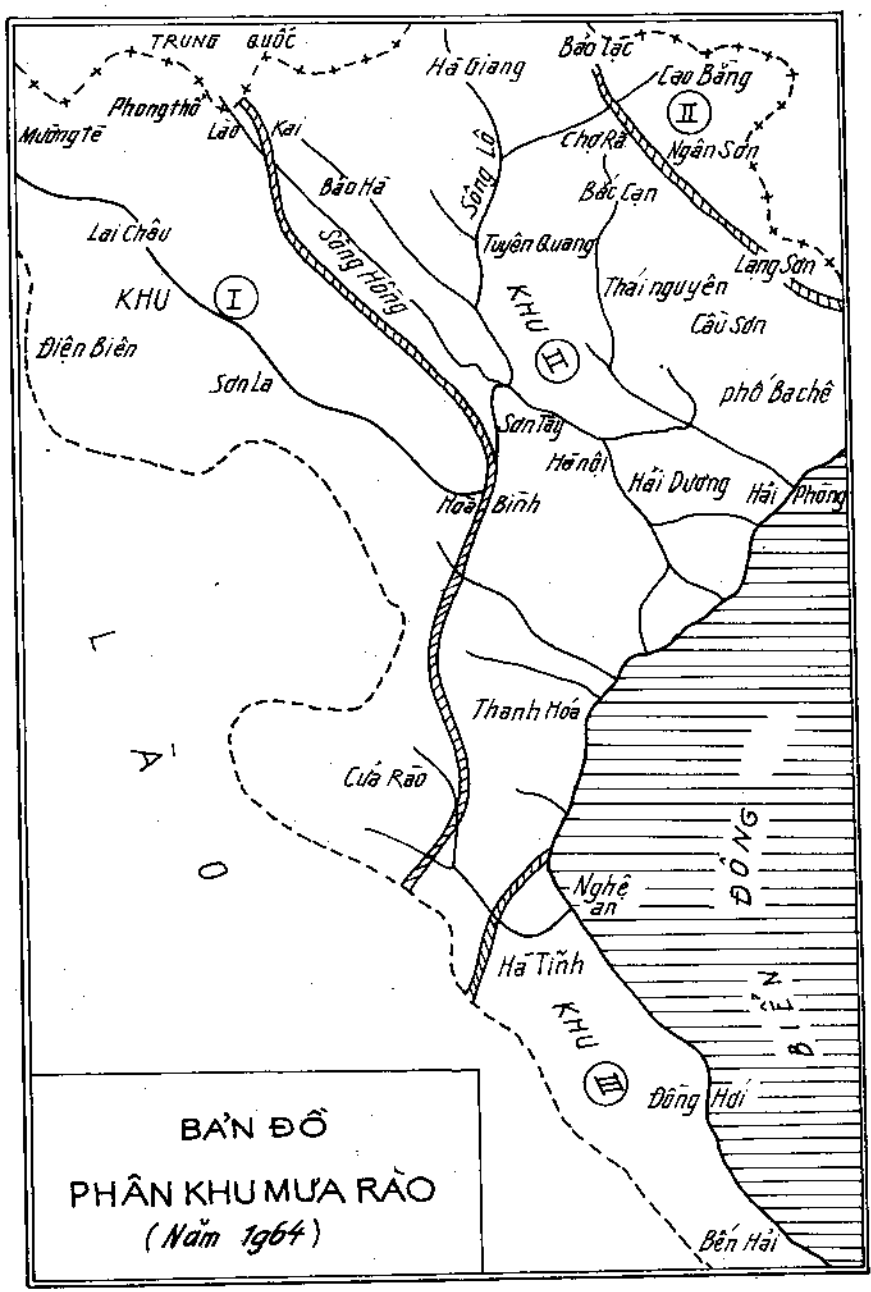 TRUNG QUỐC
Hà Giang
Bảo Lạc
Cao Bằng
II
Phong thổ
Mường tè
Lào Kai
Chợ Rã
Ngân Sơn
Bảo Hà
Sông Lô
Bắc Cạn
Lai Châu
Sông Hồng
Tuyên Quang
Lạng Sơn
KHU I
KHU II
Thái nguyên
Cầu Sơn
Điện Biên
Sơn La
phố Ba chê
Sơn Tây
Hà nội
Hải Dương
Hải Phòng
Hoà Bình
LÀO
Thanh Hóa
Cửa Rào
BIỂN ĐÔNG
Nghệ an
Hà Tĩnh
KHU III
Đồng Hới
Bến Hải
BẢN ĐỒ
PHÂN KHU MƯA RÀO
(Năm 1964)